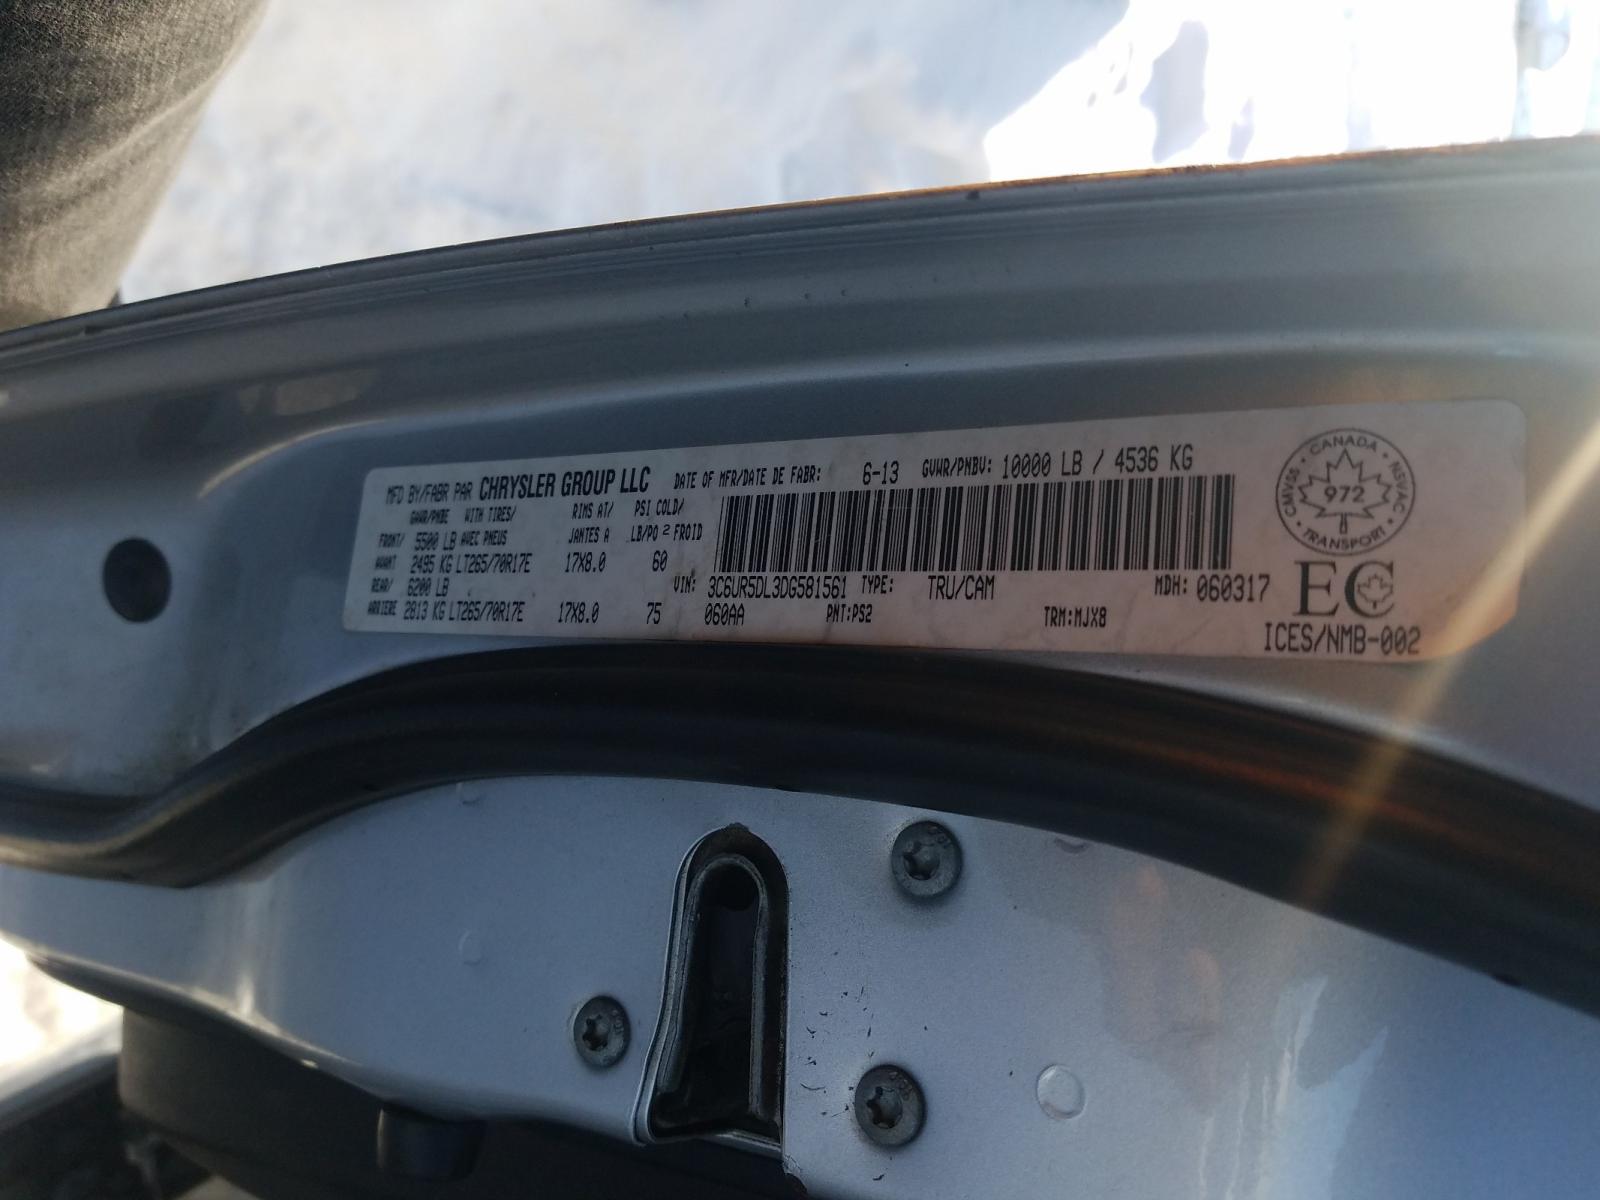 MFD BY/FABR PAR CHRYSLER GROUP LLC DATE OF MFR/DATE DE FABR: 6-13 GVWR/PNBV: 10000 LB / 4536 KG
GAWR/PNBE WITH TIRES/ RIMS AT/ PSI COLD/
FRONT/ 5500 LB AVEC PNEUS JANTES A LB/PO 2 FROID
AVANT 2495 KG LT265/70R17E 17X8.0 60
REAR/ 6200 LB VIN: 3C6UR5DL3DG581561 TYPE: TRU/CAM MDH: 060317
ARRIERE 2813 KG LT265/70R17E 17X8.0 75 060AA PNT:PS2 TRM:MJX8
CANADA
CMVSS NSVAC
972
TRANSPORT
EC
ICES/NMB-002